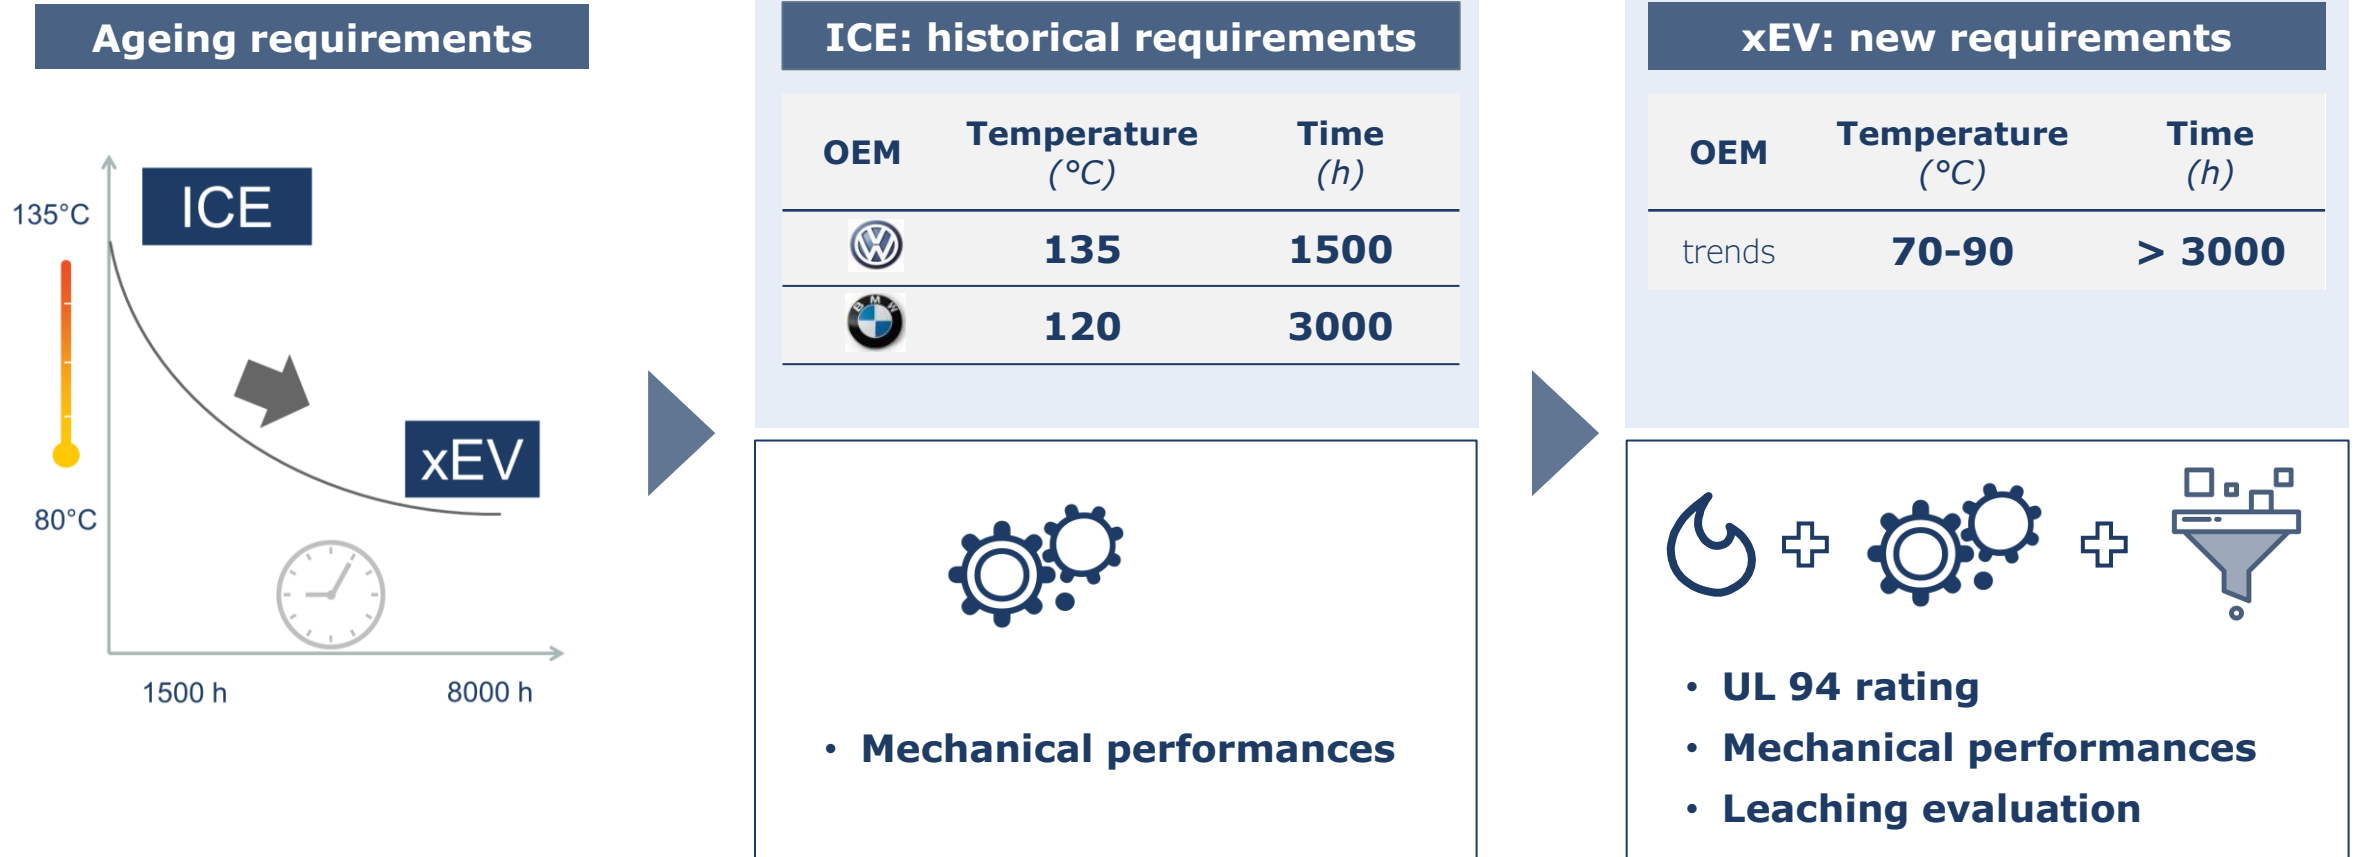 Ageing requirements
135°C
ICE
xEV
80°C
1500 h
8000 h
ICE: historical requirements
OEM Temperature (°C) Time (h)
135 1500
BMW 120 3000
Mechanical performances
xEV: new requirements
OEM Temperature (°C) Time (h)
trends 70-90 > 3000
• UL 94 rating
• Mechanical performances
• Leaching evaluation